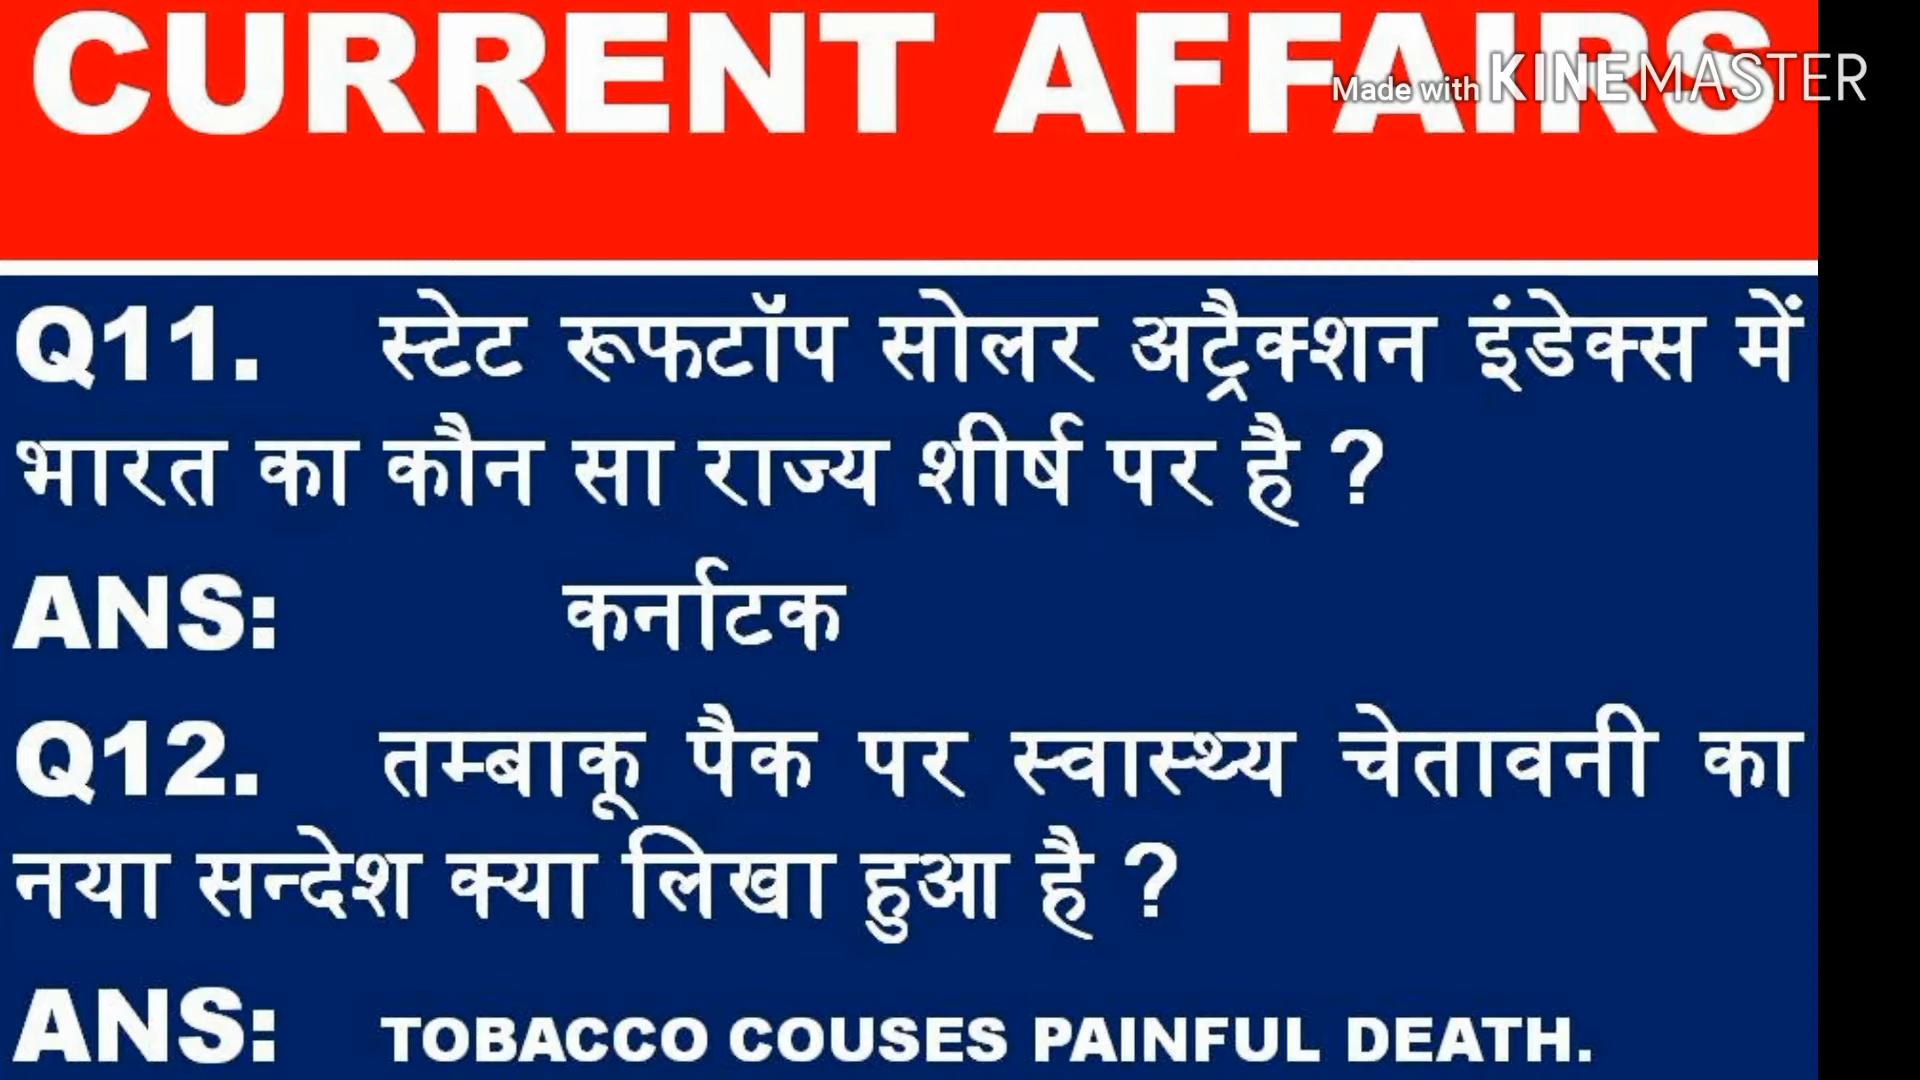 CURRENT AFFAIRS
Made with KINEMASTER
Q11. स्टेट रूफटॉप सोलर अट्रैक्शन इंडेक्स में
भारत का कौन सा राज्य शीर्ष पर है ?
ANS: कर्नाटक
Q12. तम्बाकू पैक पर स्वास्थ्य चेतावनी का
नया सन्देश क्या लिखा हुआ है ?
ANS: TOBACCO COUSES PAINFUL DEATH.